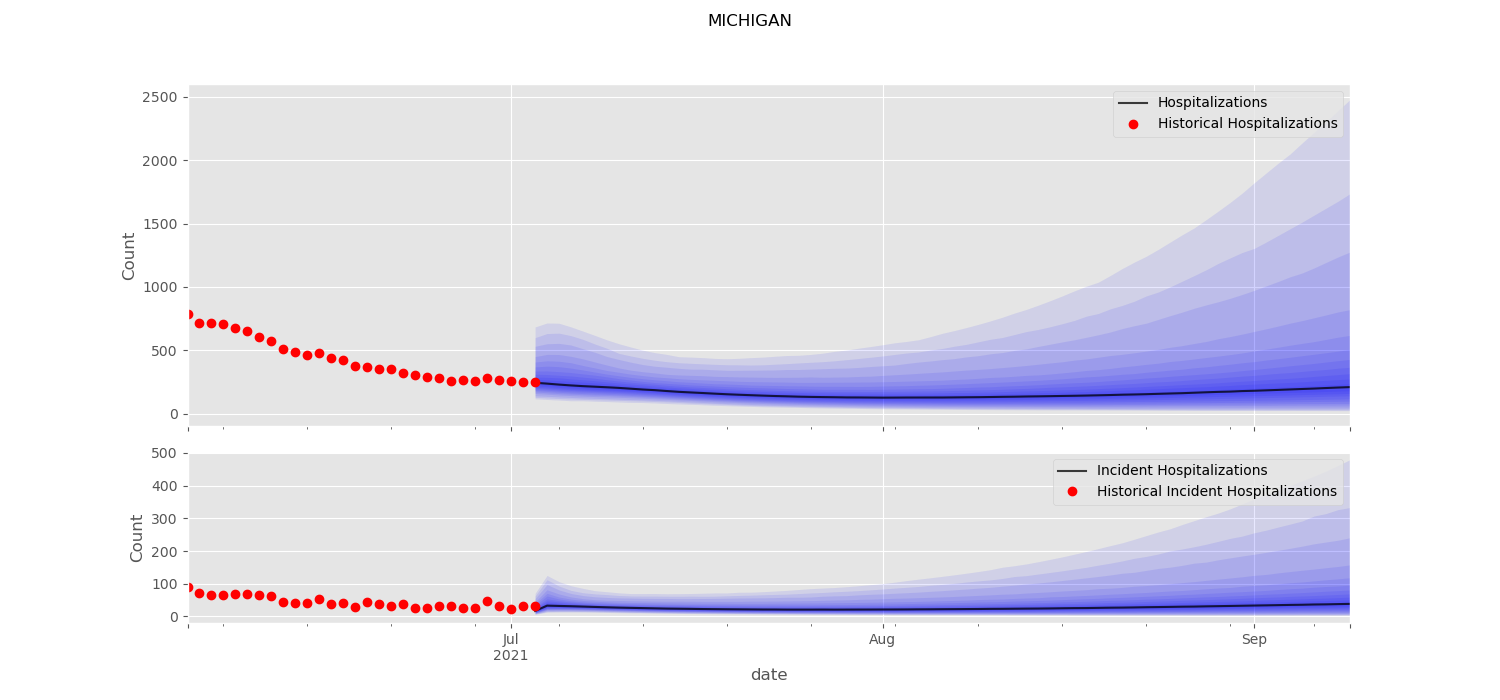 MICHIGAN
2500
2000
1500
1000
500
0
Count
Hospitalizations
Historical Hospitalizations
500
400
300
200
100
0
Count
Incident Hospitalizations
Historical Incident Hospitalizations
Jul
2021
Aug
Sep
date